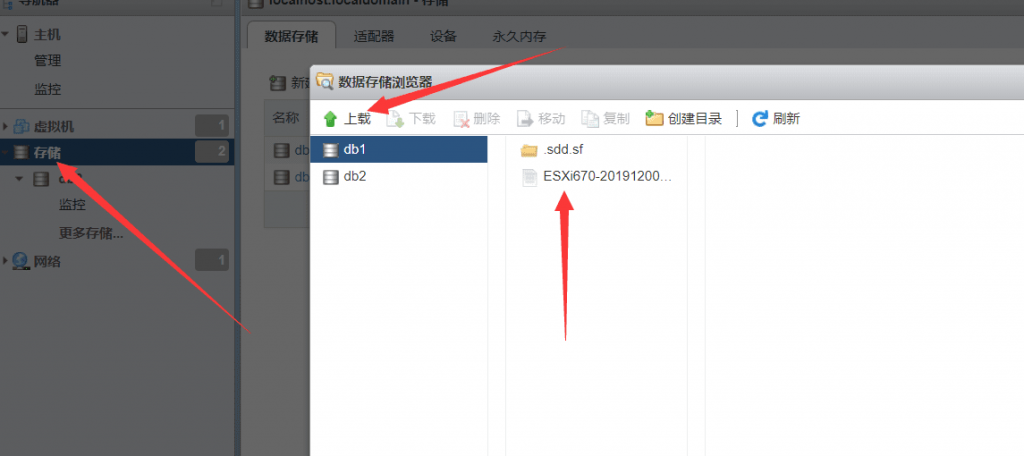 导航器
主机
管理
监控
虚拟机 1
存储 2
监控
更多存储...
网络 1
localhost.localdomain - 存储
数据存储 适配器 设备 永久内存
名称
db
db
数据存储浏览器
上载 下载 删除 移动 复制 创建目录 刷新
db1
db2
.sdd.sf
ESXi670-20191200...